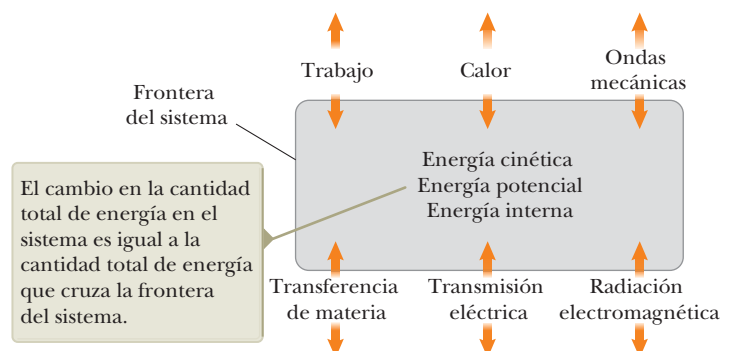 Trabajo
Calor
Ondas
mecánicas
Frontera
del sistema
Energía cinética
Energía potencial
Energía interna
El cambio en la cantidad
total de energía en el
sistema es igual a la
cantidad total de energía
que cruza la frontera
del sistema.
Transferencia
de materia
Transmisión
eléctrica
Radiación
electromagnética